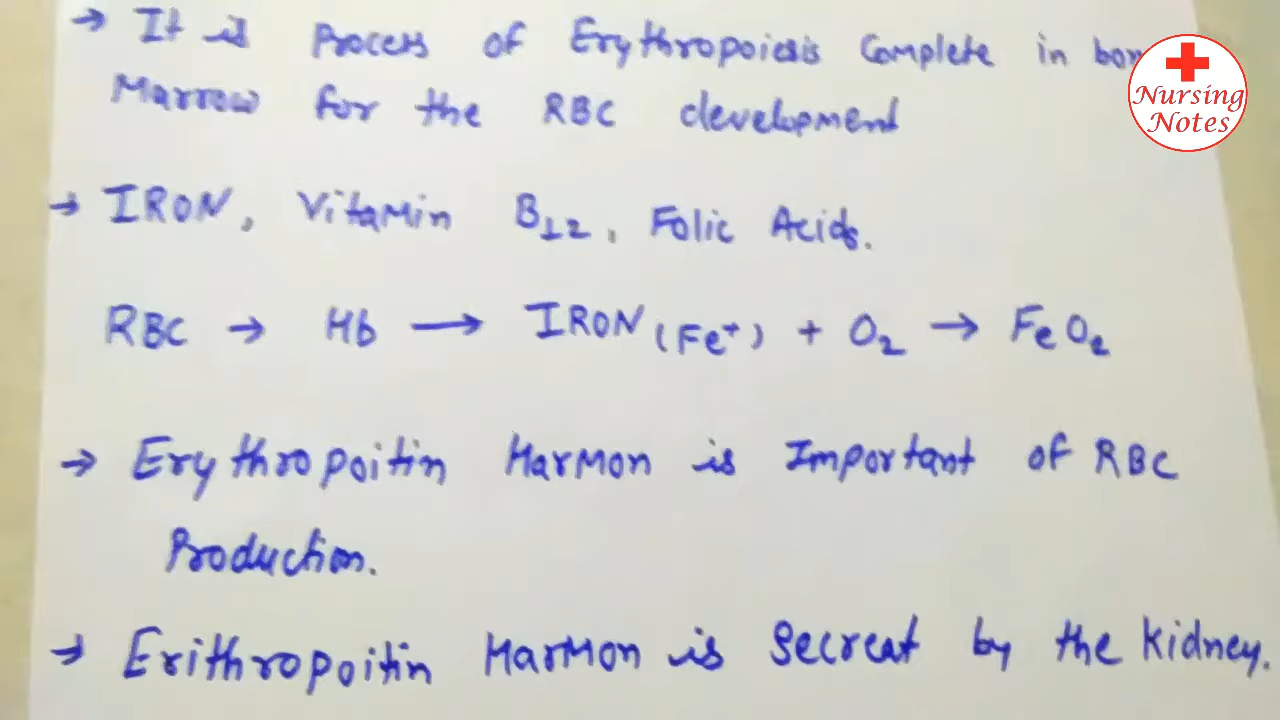 → It is Process of Erythropoiesis Complete in bon
Marrow for the RBC development
→ IRON, Vitamin B12, Folic Acids.
RBC → Hb → IRON (Fe+) + O2 → FeO2
→ Erythropoitin Harmon is Important of RBC
Production.
→ Erithropoitin Harmon is Secreat by the Kidney.
Nursing
Notes